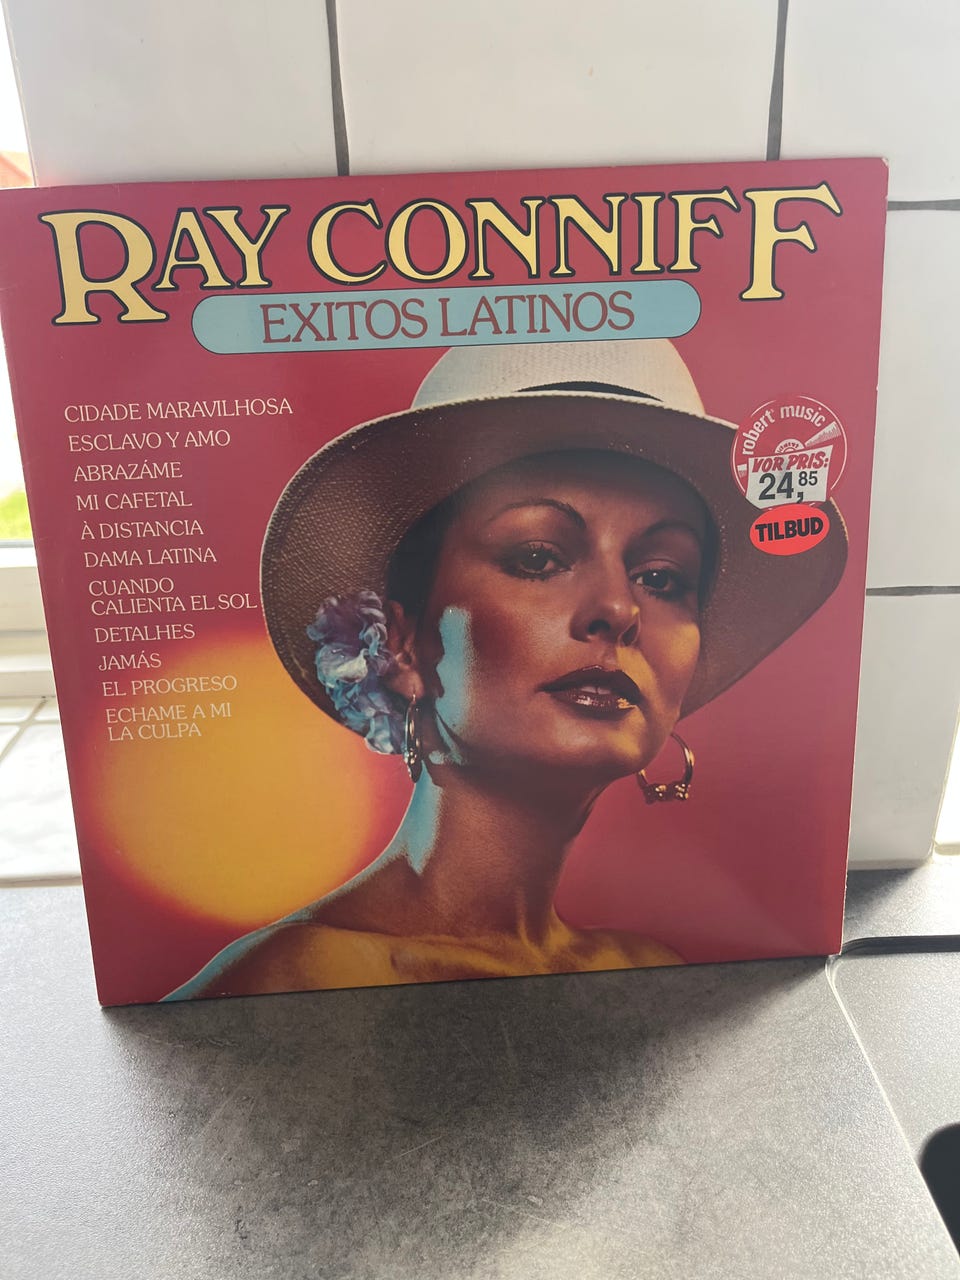 RAY CONNIFF
EXITOS LATINOS
CIDADE MARAVILHOSA
ESCLAVO Y AMO
ABRAZÁME
MI CAFETAL
À DISTANCIA
DAMA LATINA
CUANDO
CALIENTA EL SOL
DETALHES
JAMÁS
EL PROGRESO
ECHAME A MI
LA CULPA
robert music
VOR PRIS:
24,85
TILBUD